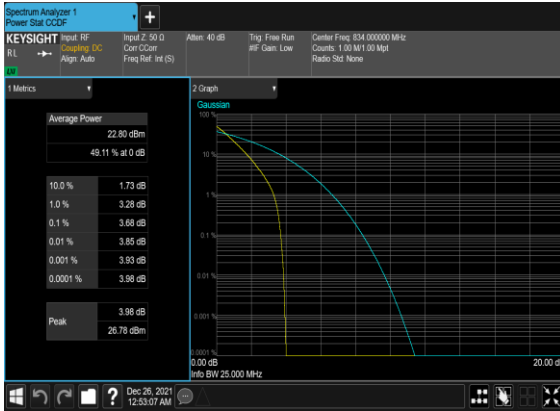 Spectrum Analyzer 1
Power Stat CCDF
KEYSIGHT
RL
Input: RF
Coupling: DC
Align: Auto
Input Z: 50 Ω
Corr CCorr
Freq Ref: Int (S)
Atten: 40 dB
Trig: Free Run
#IF Gain: Low
Center Freq: 834.000000 MHz
Counts: 1.00 M/1.00 Mpt
Radio Std: None
1 Metrics
Average Power
22.80 dBm
49.11 % at 0 dB
10.0 % 1.73 dB
1.0 % 3.28 dB
0.1 % 3.68 dB
0.01 % 3.85 dB
0.001 % 3.93 dB
0.0001 % 3.98 dB
Peak
3.98 dB
26.78 dBm
2 Graph
Gaussian
100 %
10 %
1 %
0.1 %
0.01 %
0.001 %
0.0001 %
0.00 dB
20.00 d
Info BW 25.000 MHz
?
Dec 26, 2021
12:53:07 AM